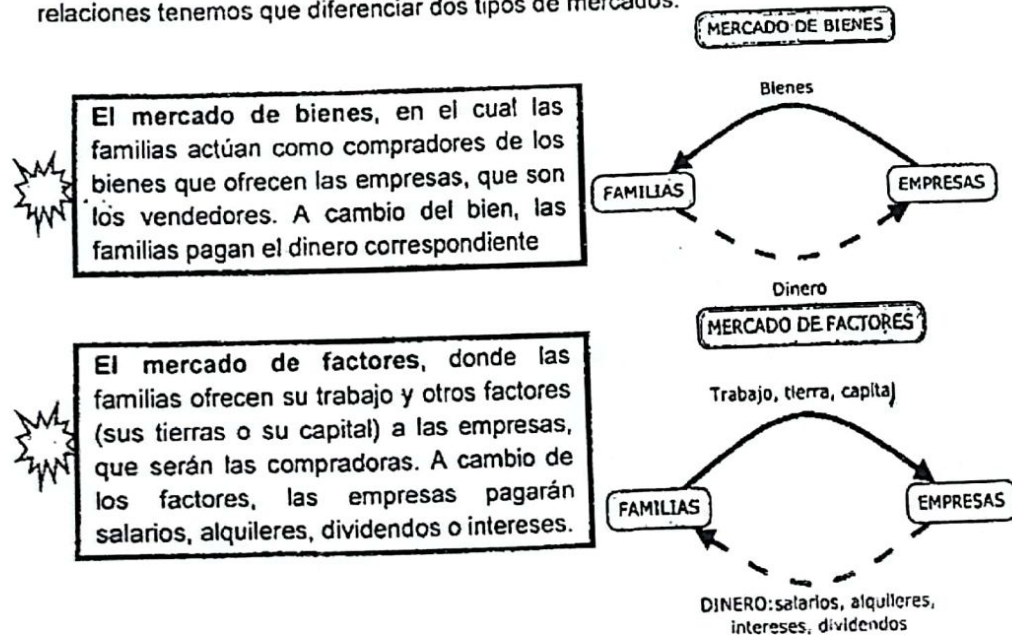 relaciones tenemos que diferenciar dos tipos de mercados:
MERCADO DE BIENES
El mercado de bienes, en el cual las
familias actúan como compradores de los
bienes que ofrecen las empresas, que son
los vendedores. A cambio del bien, las
familias pagan el dinero correspondiente
Bienes
FAMILIAS
EMPRESAS
Dinero
MERCADO DE FACTORES
El mercado de factores, donde las
familias ofrecen su trabajo y otros factores
(sus tierras o su capital) a las empresas,
que serán las compradoras. A cambio de
los factores, las empresas pagarán
salarios, alquileres, dividendos o intereses.
Trabajo, tierra, capital
FAMILIAS
EMPRESAS
DINERO: salarios, alquileres,
intereses, dividendos